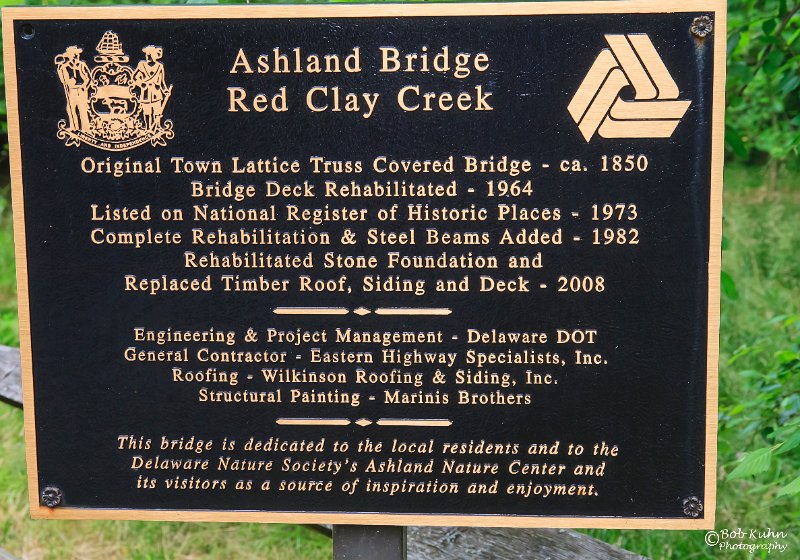 Ashland Bridge
Red Clay Creek
LIBERTY AND INDEPENDENCE
Original Town Lattice Truss Covered Bridge - ca. 1850
Bridge Deck Rehabilitated - 1964
Listed on National Register of Historic Places - 1973
Complete Rehabilitation & Steel Beams Added - 1982
Rehabilitated Stone Foundation and
Replaced Timber Roof, Siding and Deck - 2008
Engineering & Project Management - Delaware DOT
General Contractor - Eastern Highway Specialists, Inc.
Roofing - Wilkinson Roofing & Siding, Inc.
Structural Painting - Marinis Brothers
This bridge is dedicated to the local residents and to the
Delaware Nature Society's Ashland Nature Center and
its visitors as a source of inspiration and enjoyment.
©Bob Kuhn
Photography